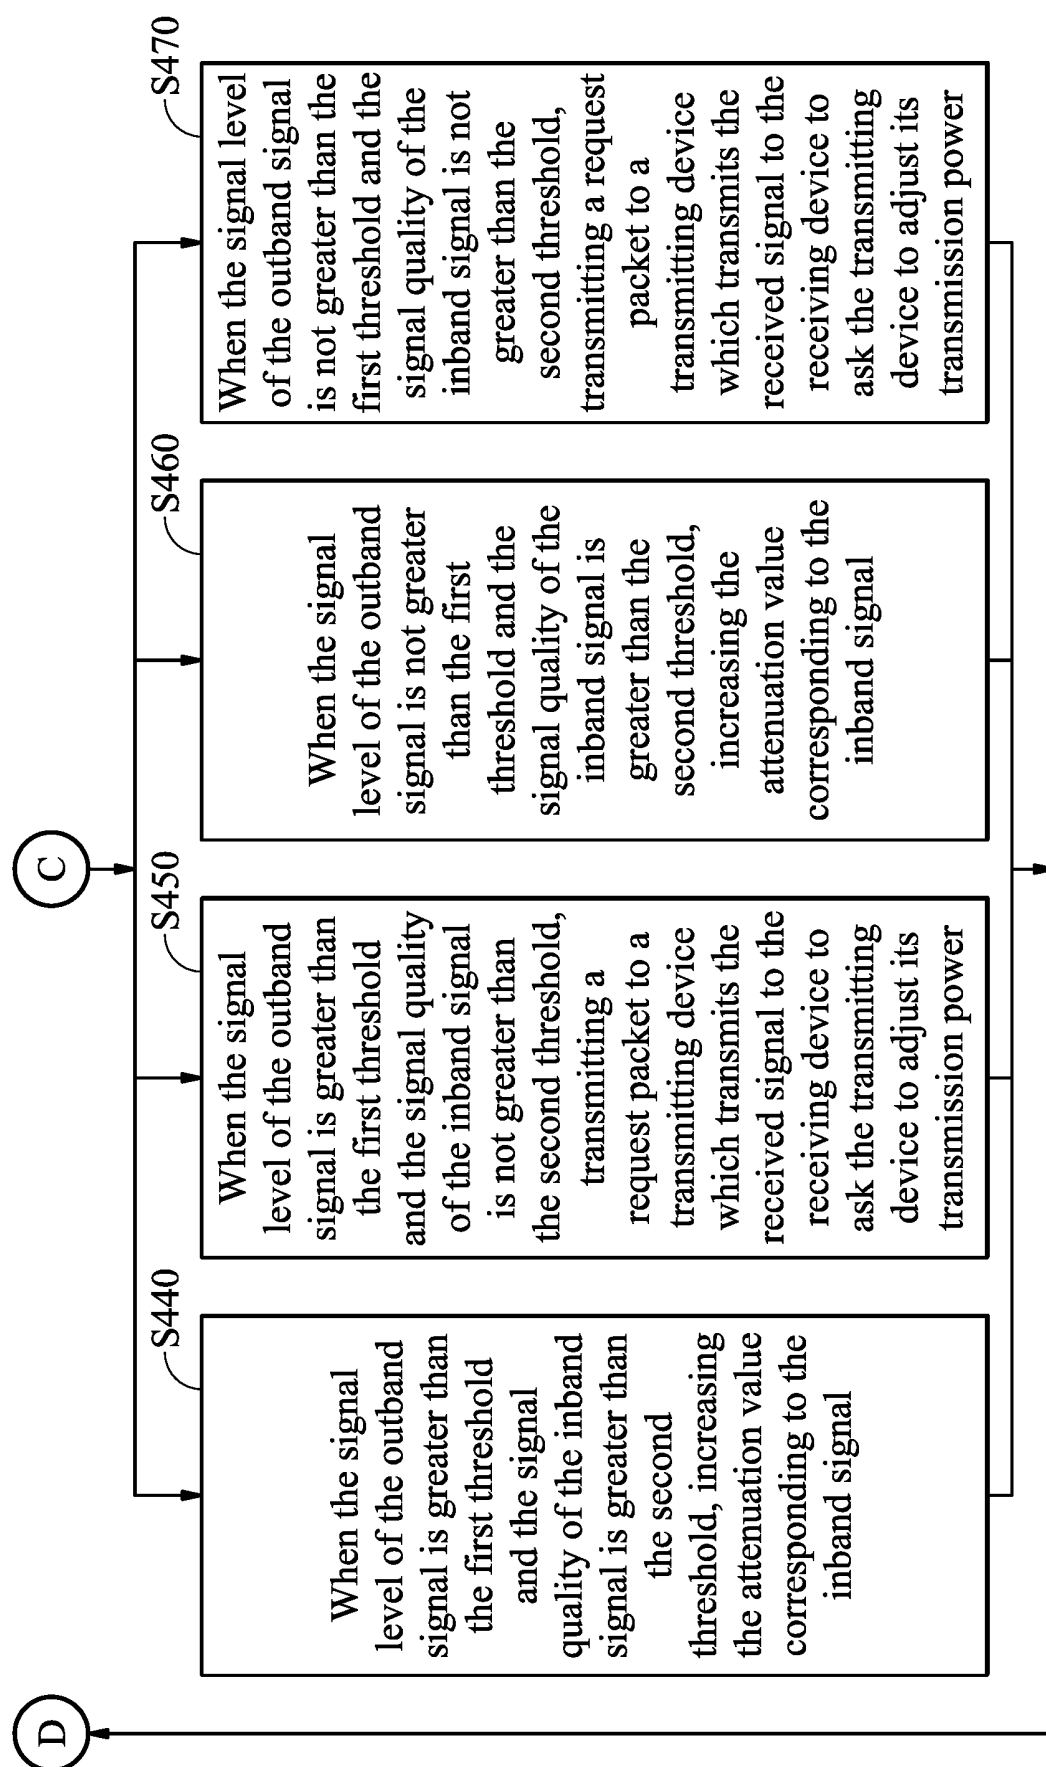 D
C
S440
When the signal
level of the outband
signal is greater than
the first threshold
and the signal
quality of the inband
signal is greater than
the second
threshold, increasing
the attenuation value
corresponding to the
inband signal
S450
When the signal
level of the outband
signal is greater than
the first threshold
and the signal quality
of the inband signal
is not greater than
the second threshold,
transmitting a
request packet to a
transmitting device
which transmits the
received signal to the
receiving device to
ask the transmitting
device to adjust its
transmission power
S460
When the signal
level of the outband
signal is not greater
than the first
threshold and the
signal quality of the
inband signal is
greater than the
second threshold,
increasing the
attenuation value
corresponding to the
inband signal
S470
When the signal level
of the outband signal
is not greater than the
first threshold and the
signal quality of the
inband signal is not
greater than the
second threshold,
transmitting a request
packet to a
transmitting device
which transmits the
received signal to the
receiving device to
ask the transmitting
device to adjust its
transmission power